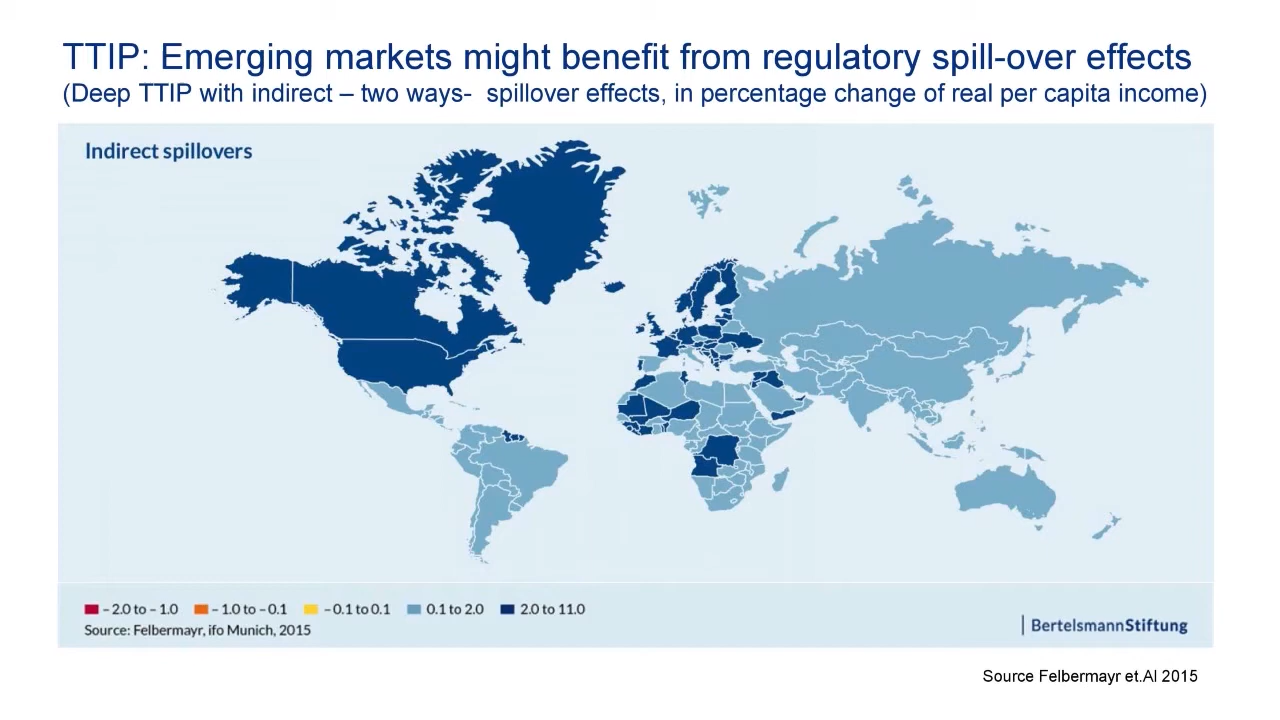 TTIP: Emerging markets might benefit from regulatory spill-over effects
(Deep TTIP with indirect – two ways-  spillover effects, in percentage change of real per capita income)
Indirect spillovers
– 2.0 to – 1.0  – 1.0 to – 0.1  – 0.1 to 0.1  0.1 to 2.0  2.0 to 11.0
Source: Felbermayr, ifo Munich, 2015
BertelsmannStiftung
Source Felbermayr et.Al 2015